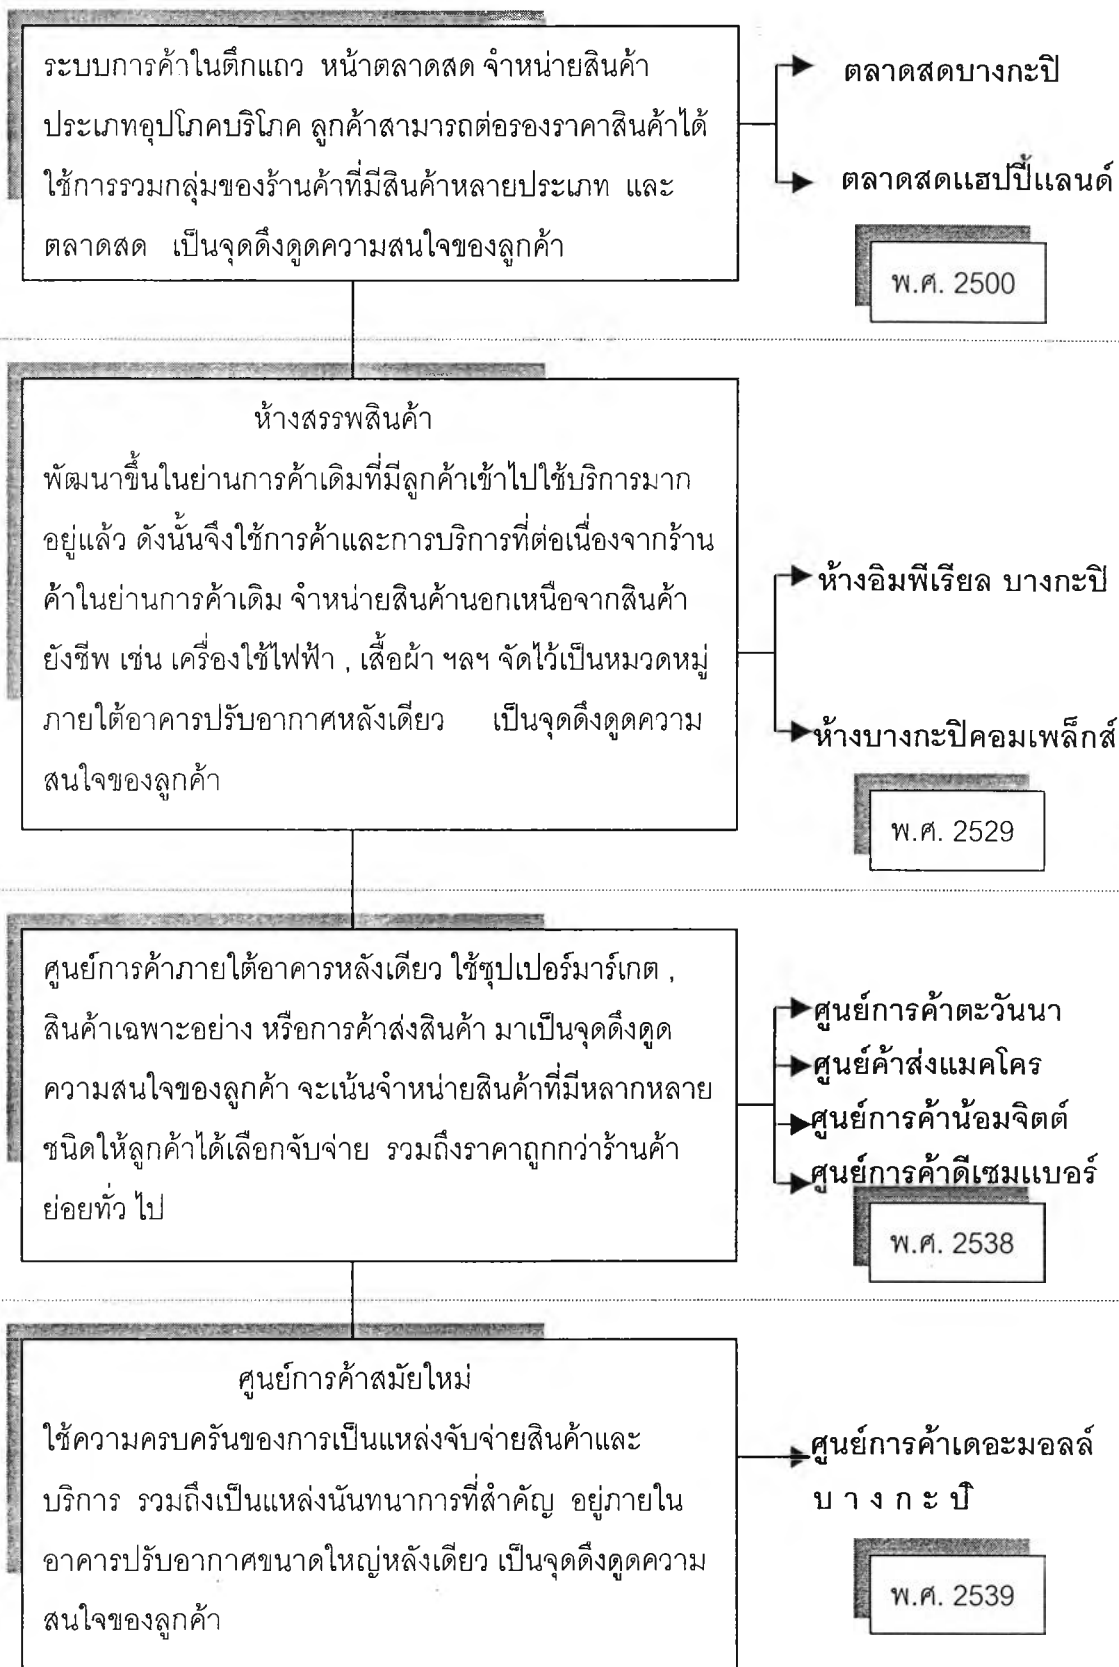 ระบบการค้าในตึกแถว หน้าตลาดสด จำหน่ายสินค้า
ประเภทอุปโภคบริโภค ลูกค้าสามารถต่อรองราคาสินค้าได้
ใช้การรวมกลุ่มของร้านค้าที่มีสินค้าหลายประเภท และ
ตลาดสด เป็นจุดดึงดูดความสนใจของลูกค้า
ตลาดสดบางกะปิ
ตลาดสดแฮปปี้แลนด์
พ.ศ. 2500
ห้างสรรพสินค้า
พัฒนาขึ้นในย่านการค้าเดิมที่มีลูกค้าเข้าไปใช้บริการมาก
อยู่แล้ว ดังนั้นจึงใช้การค้าและการบริการที่ต่อเนื่องจากร้าน
ค้าในย่านการค้าเดิม จำหน่ายสินค้านอกเหนือจากสินค้า
ยังชีพ เช่น เครื่องใช้ไฟฟ้า , เสื้อผ้า ฯลฯ จัดไว้เป็นหมวดหมู่
ภายใต้อาคารปรับอากาศหลังเดียว เป็นจุดดึงดูดความ
สนใจของลูกค้า
ห้างอิมพีเรียล บางกะปิ
ห้างบางกะปิคอมเพล็กส์
พ.ศ. 2529
ศูนย์การค้าภายใต้อาคารหลังเดียว ใช้ซุปเปอร์มาร์เกต ,
สินค้าเฉพาะอย่าง หรือการค้าส่งสินค้า มาเป็นจุดดึงดูด
ความสนใจของลูกค้า จะเน้นจำหน่ายสินค้าที่มีหลากหลาย
ชนิดให้ลูกค้าได้เลือกจับจ่าย รวมถึงราคาถูกกว่าร้านค้า
ย่อยทั่ว ไป
ศูนย์การค้าตะวันนา
ศูนย์ค้าส่งแมคโคร
ศูนย์การค้าน้อมจิตต์
ศูนย์การค้าดีเซมแบอร์
พ.ศ. 2538
ศูนย์การค้าสมัยใหม่
ใช้ความครบครันของการเป็นแหล่งจับจ่ายสินค้าและ
บริการ รวมถึงเป็นแหล่งนันทนาการที่สำคัญ อยู่ภายใน
อาคารปรับอากาศขนาดใหญ่หลังเดียว เป็นจุดดึงดูดความ
สนใจของลูกค้า
ศูนย์การค้าเดอะมอลล์
บ า ง ก ะ ปิ
พ.ศ. 2539